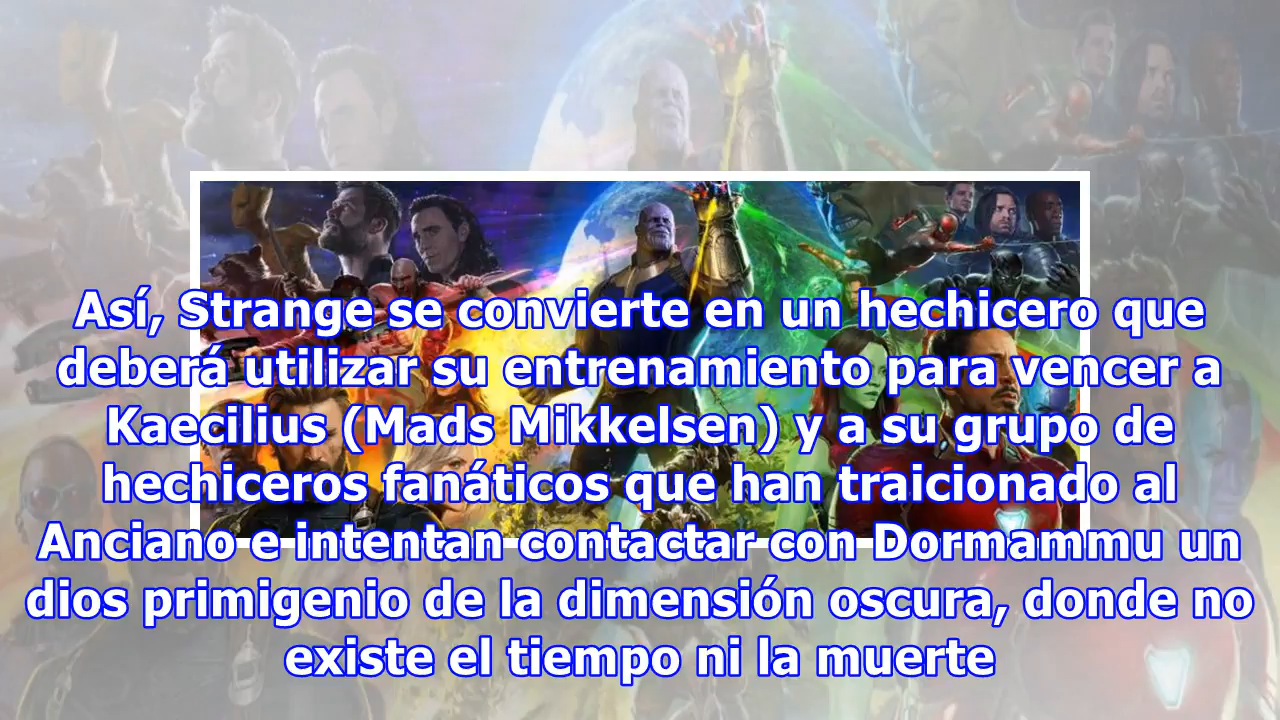 Así, Strange se convierte en un hechicero que
deberá utilizar su entrenamiento para vencer a
Kaecilius (Mads Mikkelsen) y a su grupo de
hechiceros fanáticos que han traicionado al
Anciano e intentan contactar con Dormammu un
dios primigenio de la dimensión oscura, donde no
existe el tiempo ni la muerte